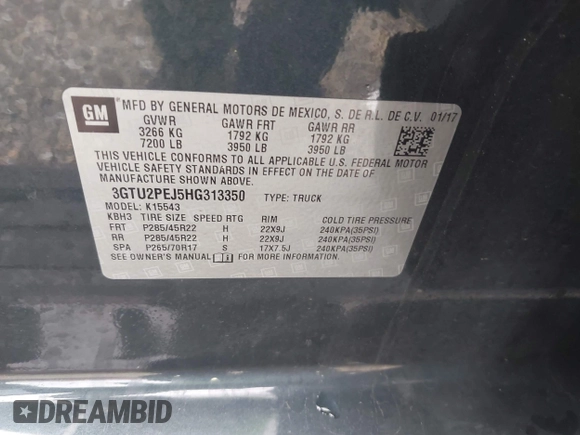 GM
MFD BY GENERAL MOTORS DE MEXICO, S. DE R.L. DE C.V. 01/17
GVWR GAWR FRT GAWR RR
3266 KG 1792 KG 1792 KG
7200 LB 3950 LB 3950 LB
THIS VEHICLE CONFORMS TO ALL APPLICABLE U.S. FEDERAL MOTOR
VEHICLE SAFETY STANDARDS IN EFFECT ON THE DATE OF
MANUFACTURE SHOWN ABOVE.
3GTU2PEJ5HG313350 TYPE: TRUCK
MODEL: K15543
KBH3 TIRE SIZE SPEED RTG RIM COLD TIRE PRESSURE
FRT P285/45R22 H 22X9J 240KPA(35PSI)
RR P285/45R22 H 22X9J 240KPA(35PSI)
SPA P265/70R17 S 17X7.5J 240KPA(35PSI)
SEE OWNER'S MANUAL FOR MORE INFORMATION.
DREAMBID